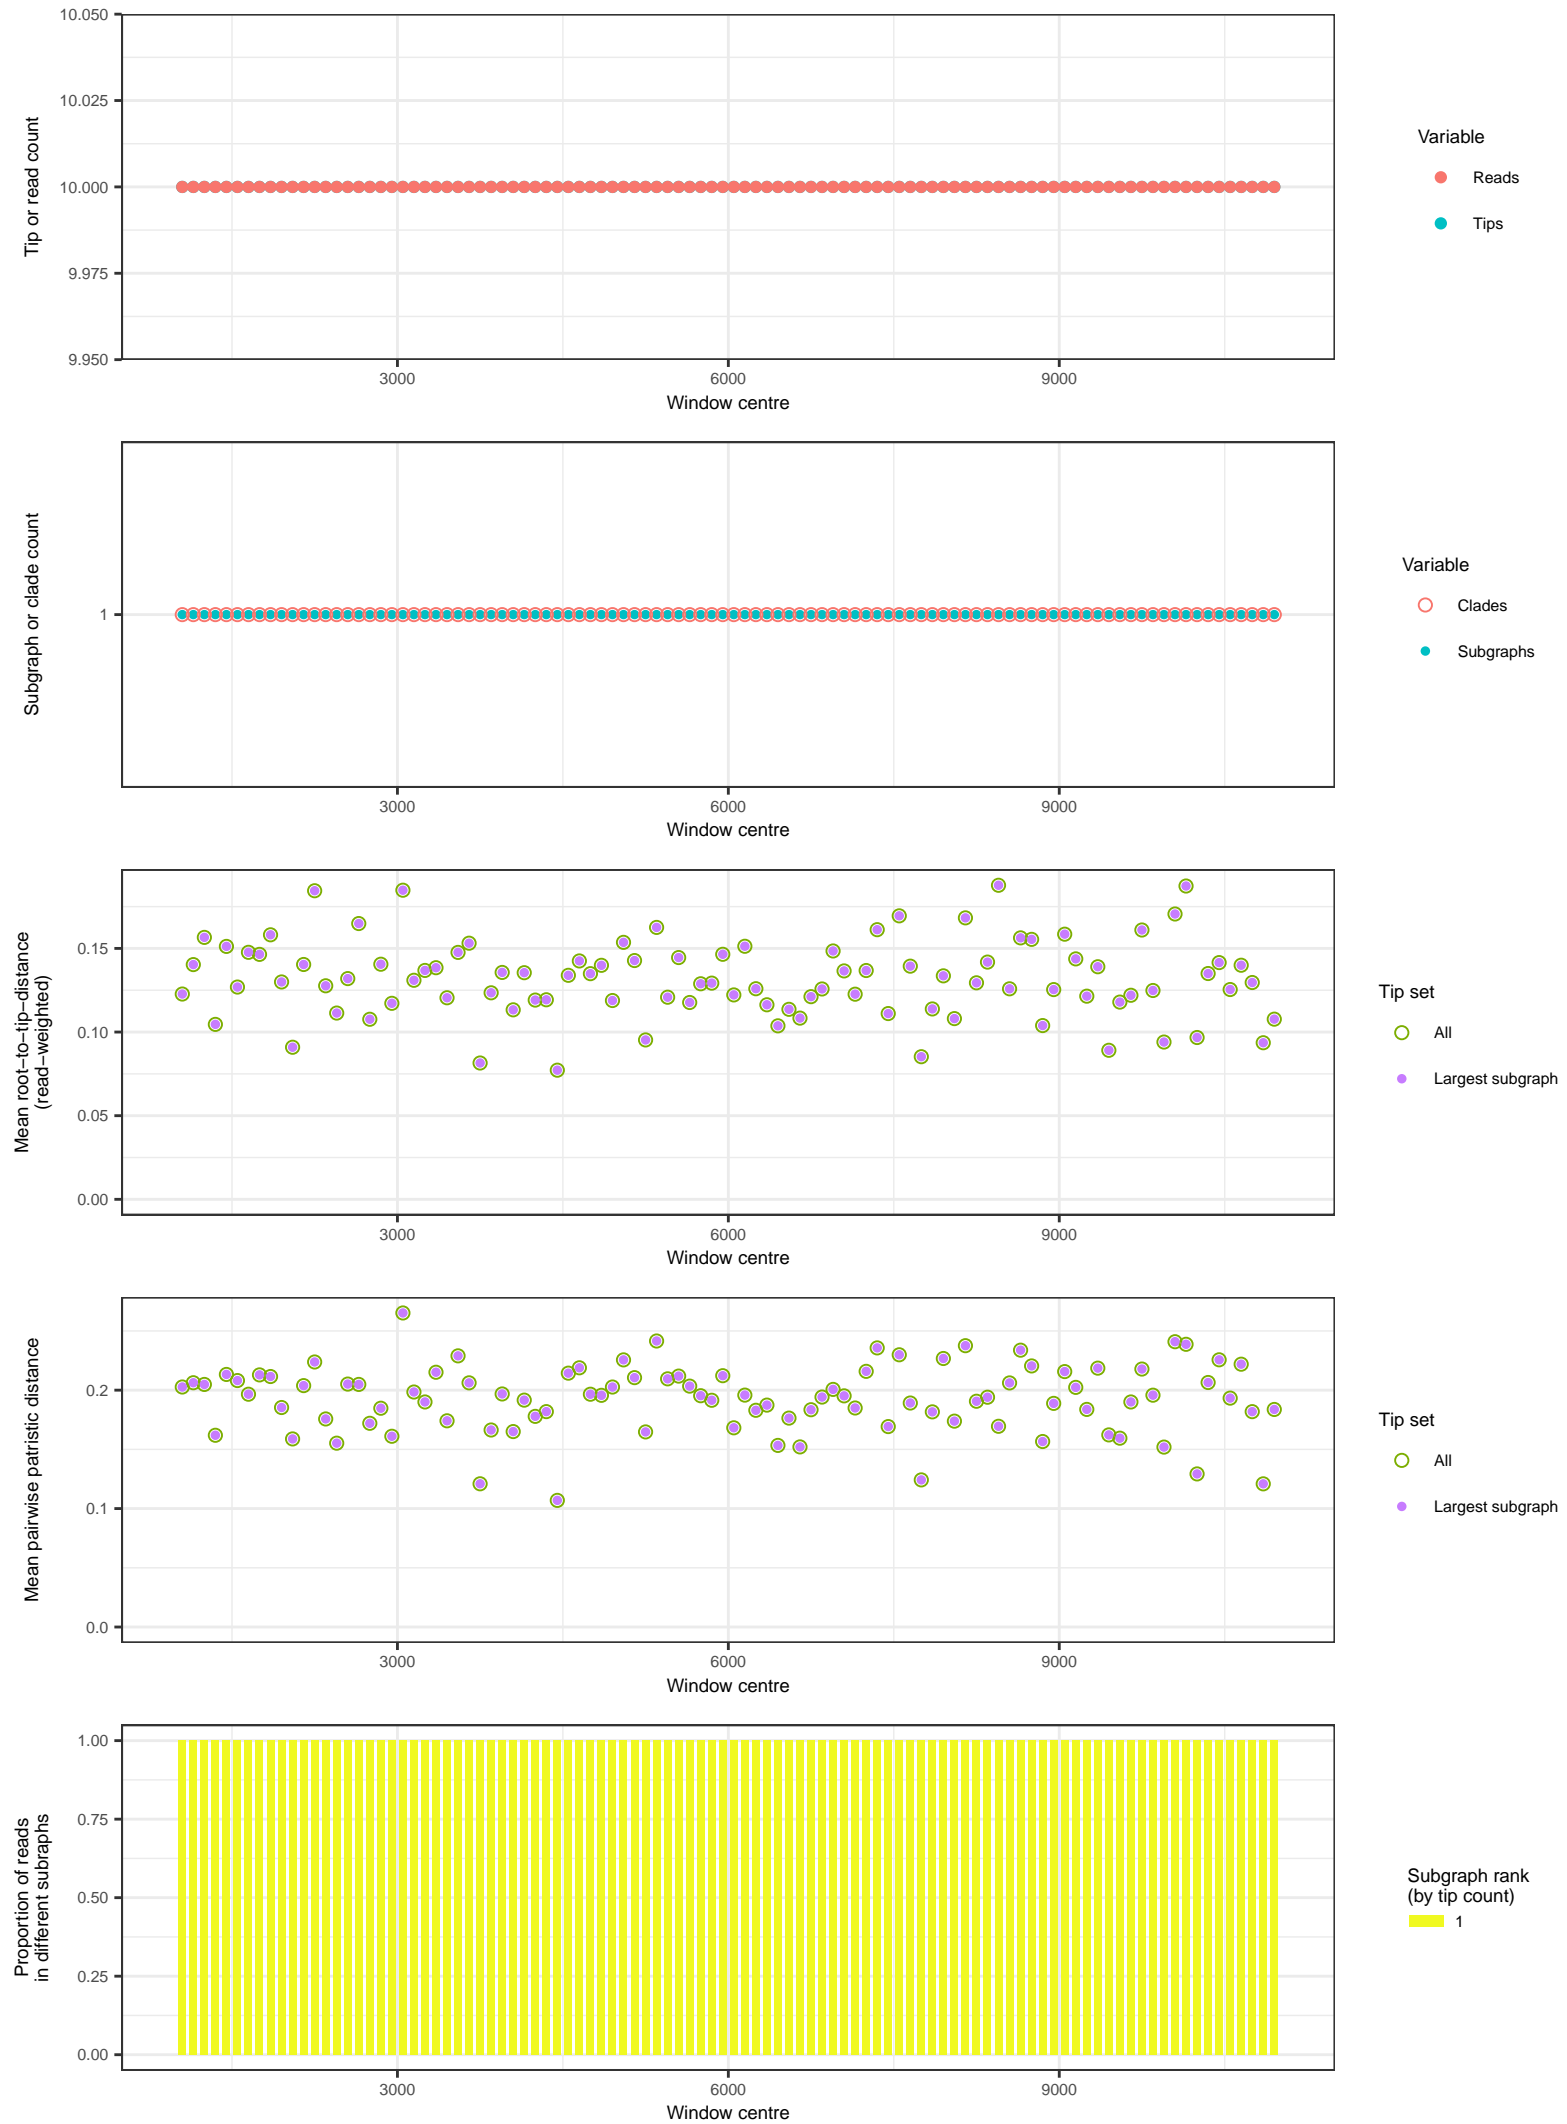 10.050
10.025
10.000
9.975
9.950
Tip or read count
3000 6000 9000
Window centre
Variable
Reads
Tips
Subgraph or clade count
1
3000 6000 9000
Window centre
Variable
Clades
Subgraphs
Mean root−to−tip−distance
(read−weighted)
0.15
0.10
0.05
0.00
3000 6000 9000
Window centre
Tip set
All
Largest subgraph
Mean pairwise patristic distance
0.2
0.1
0.0
3000 6000 9000
Window centre
Tip set
All
Largest subgraph
Proportion of reads
in different subraphs
1.00
0.75
0.50
0.25
0.00
3000 6000 9000
Window centre
Subgraph rank
(by tip count)
1